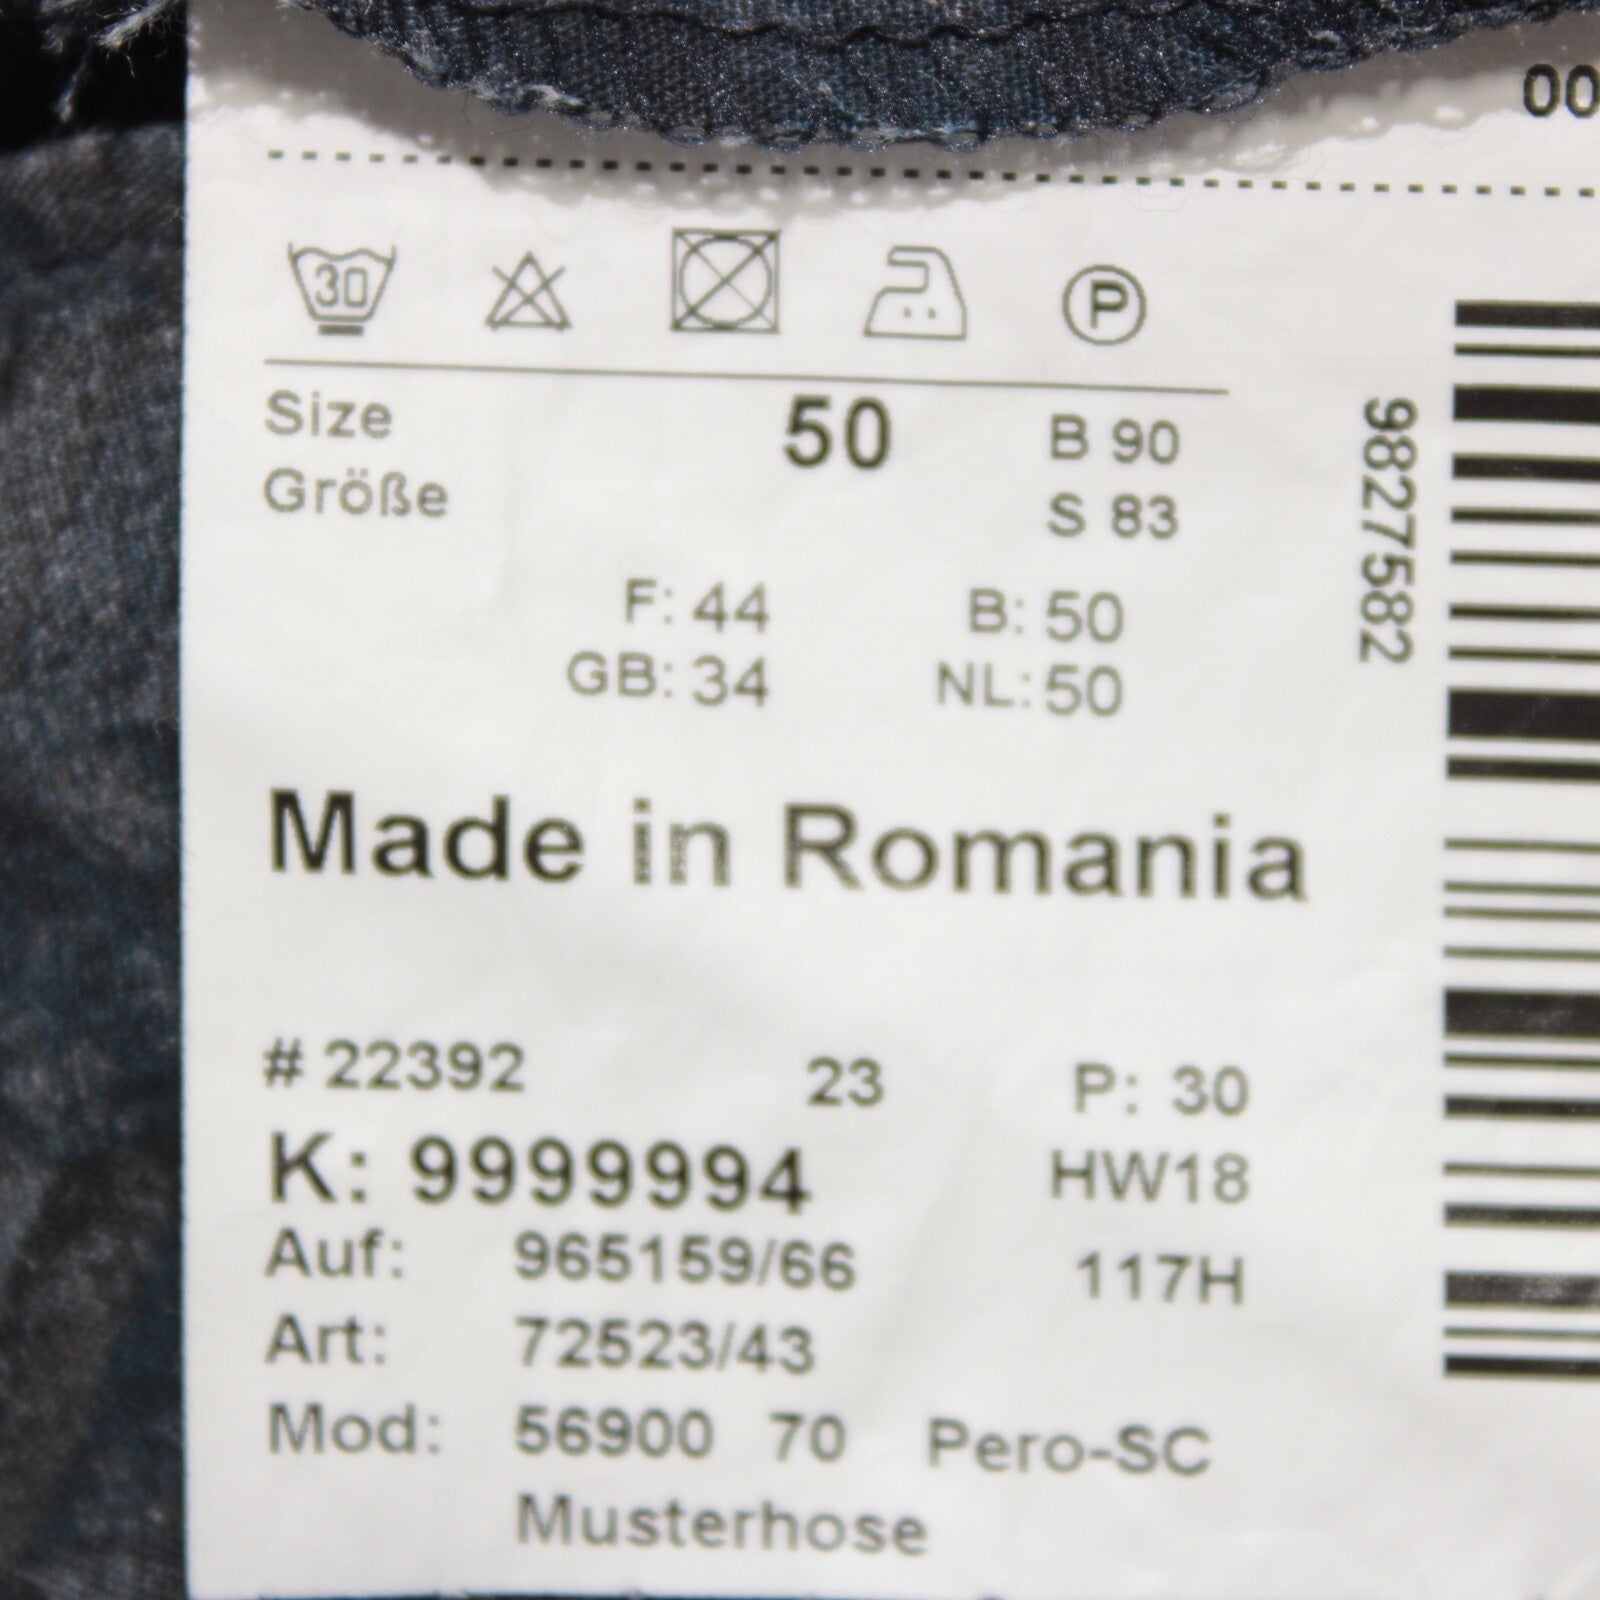 00
30
P
Size 50 B 90
Größe S 83
F: 44 B: 50
GB: 34 NL: 50
9827582
Made in Romania
# 22392 23 P: 30
K: 9999994 HW18
Auf: 965159/66 117H
Art: 72523/43
Mod: 56900 70 Pero-SC
Musterhose